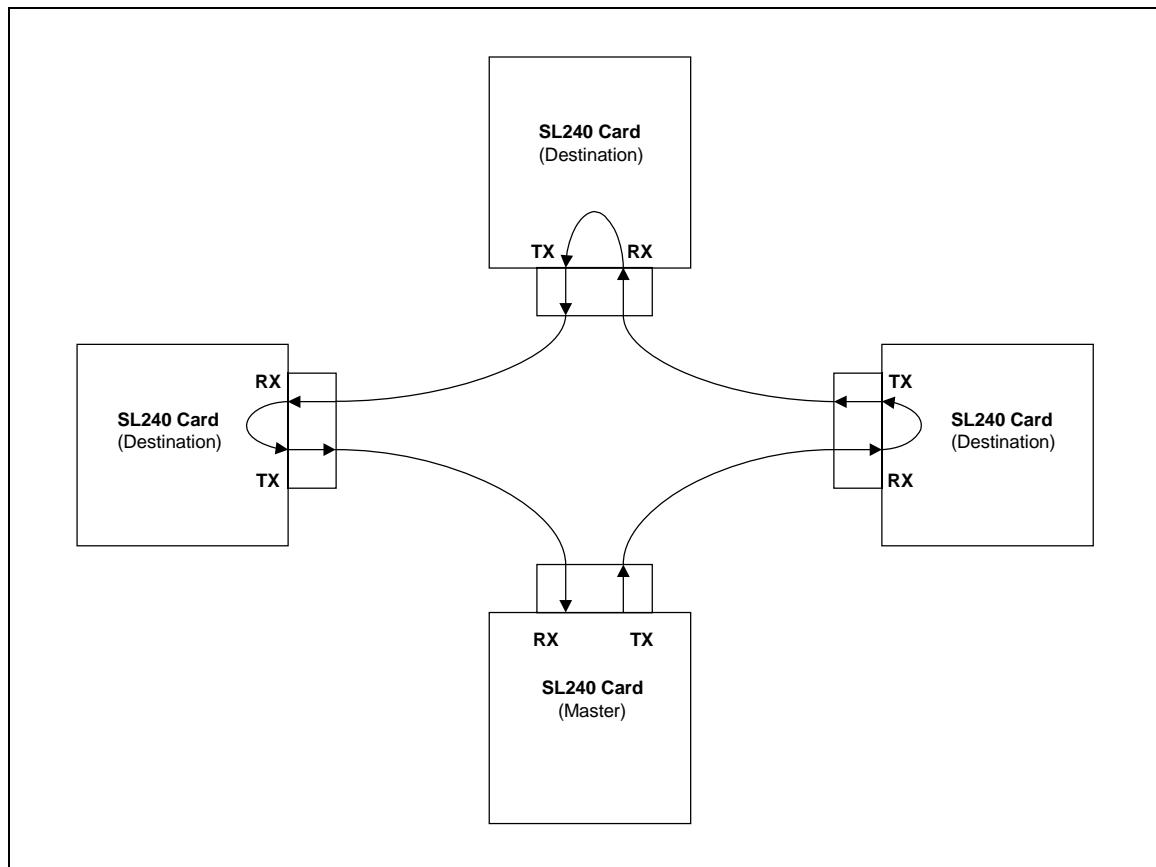 SL240 Card
(Destination)
TX
RX
RX
SL240 Card
(Destination)
TX
TX
SL240 Card
(Destination)
RX
RX
TX
SL240 Card
(Master)